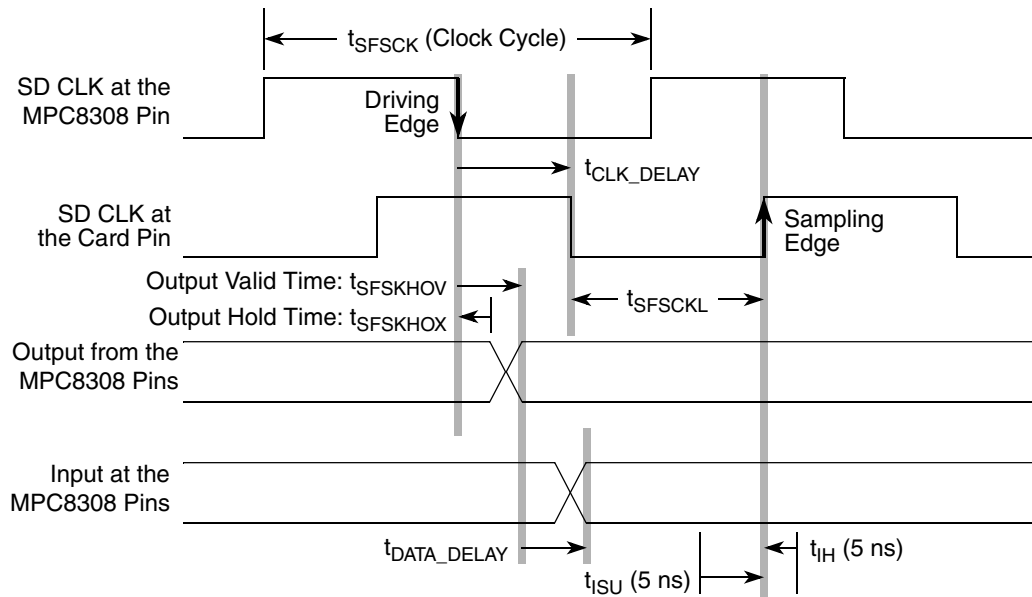 tSFSCK (Clock Cycle)
SD CLK at the
MPC8308 Pin
Driving
Edge
tCLK_DELAY
SD CLK at
the Card Pin
Sampling
Edge
Output Valid Time: tSFSKHOV
tSFSCKL
Output Hold Time: tSFSKHOX
Output from the
MPC8308 Pins
Input at the
MPC8308 Pins
tDATA_DELAY
tIH (5 ns)
tISU (5 ns)